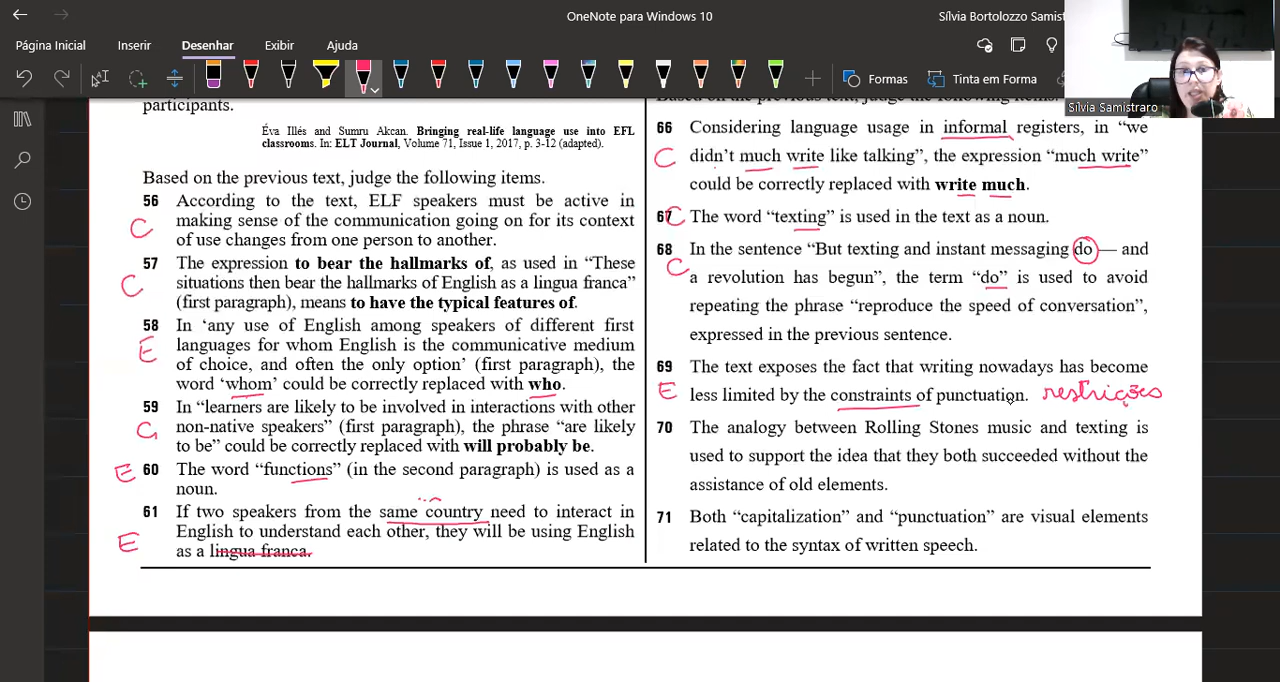 OneNote para Windows 10
Sílvia Bortolozzo Samist
Página Inicial
Inserir
Desenhar
Exibir
Ajuda
Formas
Tinta em Forma
Sílvia Samistraro
participants.
Éva Illés and Sumru Akcan. Bringing real-life language use into EFL
classrooms. In: ELT Journal, Volume 71, Issue 1, 2017, p. 3-12 (adapted).
Based on the previous text, judge the following items.
56 According to the text, ELF speakers must be active in
C making sense of the communication going on for its context
of use changes from one person to another.
57 The expression to bear the hallmarks of, as used in “These
C situations then bear the hallmarks of English as a lingua franca”
(first paragraph), means to have the typical features of.
58 In ‘any use of English among speakers of different first
E languages for whom English is the communicative medium
of choice, and often the only option’ (first paragraph), the
word ‘whom’ could be correctly replaced with who.
59 In “learners are likely to be involved in interactions with other
C non-native speakers” (first paragraph), the phrase “are likely
to be” could be correctly replaced with will probably be.
E 60 The word “functions” (in the second paragraph) is used as a
noun.
61 If two speakers from the same country need to interact in
E English to understand each other, they will be using English
as a lingua franca.
Based on the previous text, judge the following items.
66 Considering language usage in informal registers, in “we
C didn’t much write like talking”, the expression “much write”
could be correctly replaced with write much.
67 C The word “texting” is used in the text as a noun.
68 In the sentence “But texting and instant messaging do — and
C a revolution has begun”, the term “do” is used to avoid
repeating the phrase “reproduce the speed of conversation”,
expressed in the previous sentence.
69 The text exposes the fact that writing nowadays has become
E less limited by the constraints of punctuation. restrições
70 The analogy between Rolling Stones music and texting is
used to support the idea that they both succeeded without the
assistance of old elements.
71 Both “capitalization” and “punctuation” are visual elements
related to the syntax of written speech.